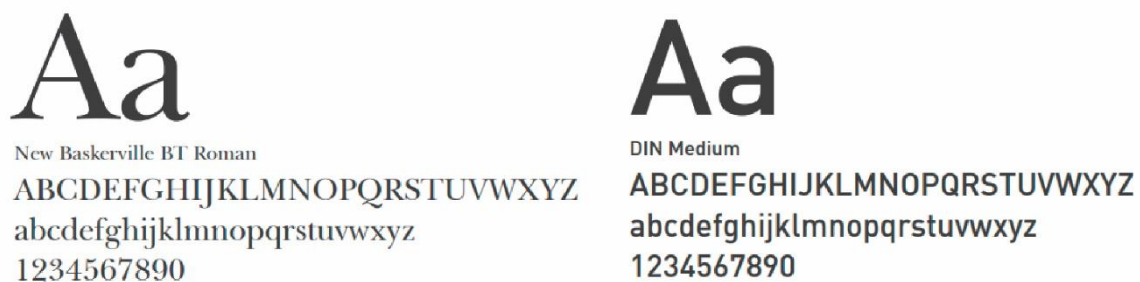 Aa
New Baskerville BT Roman
ABCDEFGHIJKLMNOPQRSTUVWXYZ
abcdefghijklmnopqrstuvwxyz
1234567890
Aa
DIN Medium
ABCDEFGHIJKLMNOPQRSTUVWXYZ
abcdefghijklmnopqrstuvwxyz
1234567890